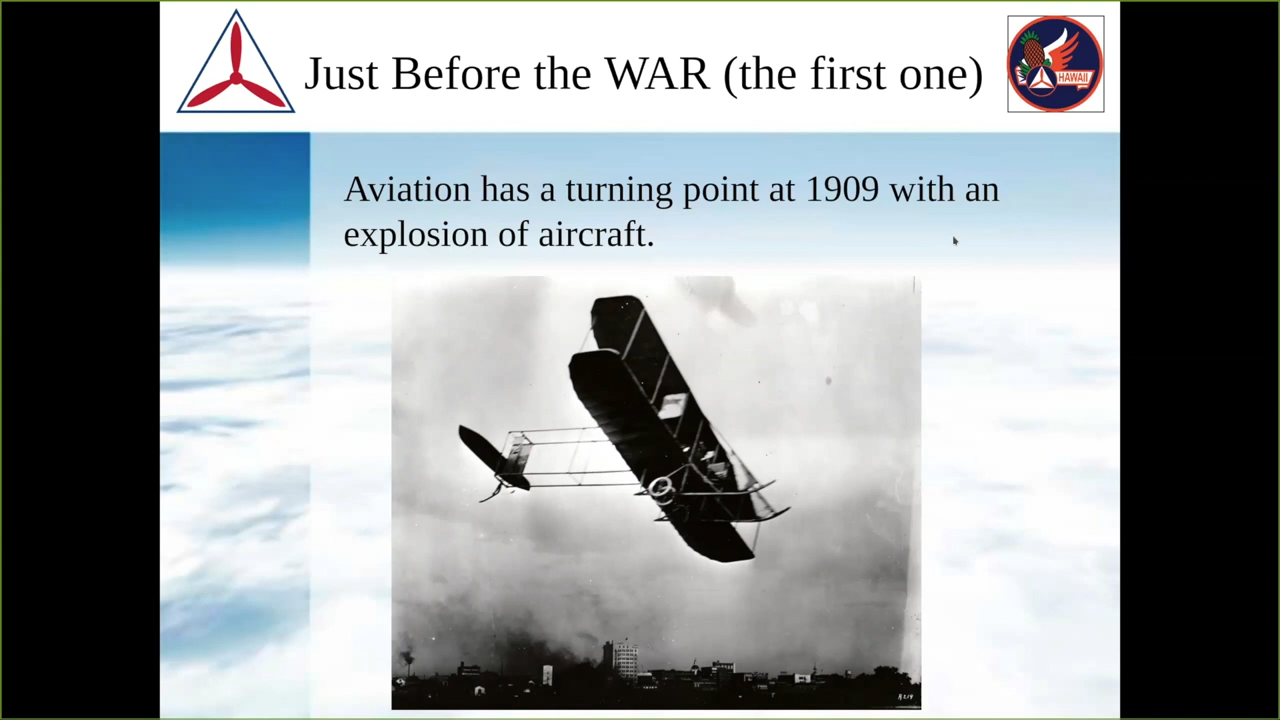 Just Before the WAR (the first one)
HAWAII
Aviation has a turning point at 1909 with an
explosion of aircraft.